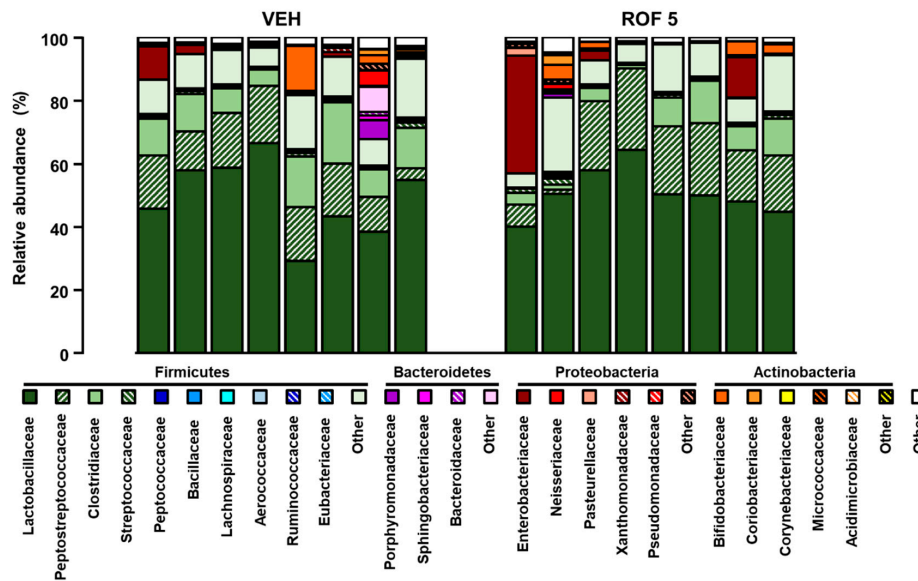 VEH
ROF 5
Relative abundance (%)
100
80
60
40
20
0
Firmicutes
Bacteroidetes
Proteobacteria
Actinobacteria
Lactobacillaceae
Peptostreptococcaceae
Clostridiaceae
Streptococcaceae
Peptococcaceae
Bacillaceae
Lachnospiraceae
Aerococcaceae
Ruminococcaceae
Eubacteriaceae
Other
Porphyromonadaceae
Sphingobacteriaceae
Bacteroidaceae
Other
Enterobacteriaceae
Neisseriaceae
Pasteurellaceae
Xanthomonadaceae
Pseudomonadaceae
Other
Bifidobacteriaceae
Coriobacteriaceae
Corynebacteriaceae
Micrococcaceae
Acidimicrobiaceae
Other
Other